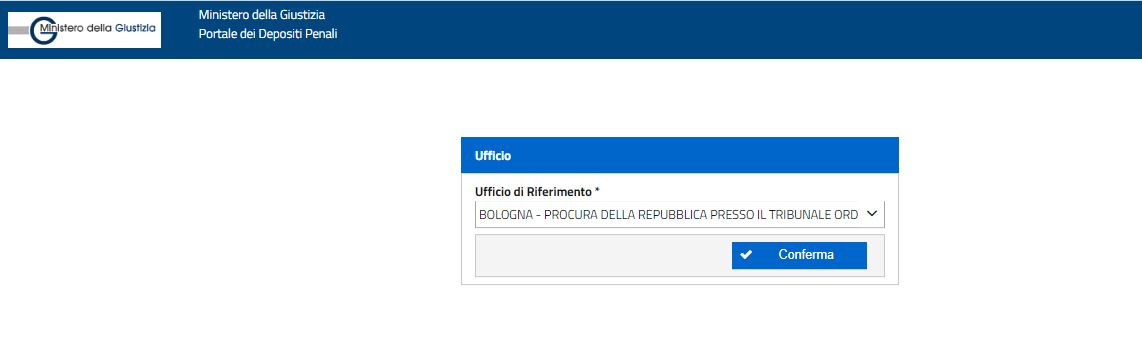 Ministero della Giustizia
Ministero della Giustizia
Portale dei Depositi Penali
Ufficio
Ufficio di Riferimento *
BOLOGNA - PROCURA DELLA REPUBBLICA PRESSO IL TRIBUNALE ORD
Conferma